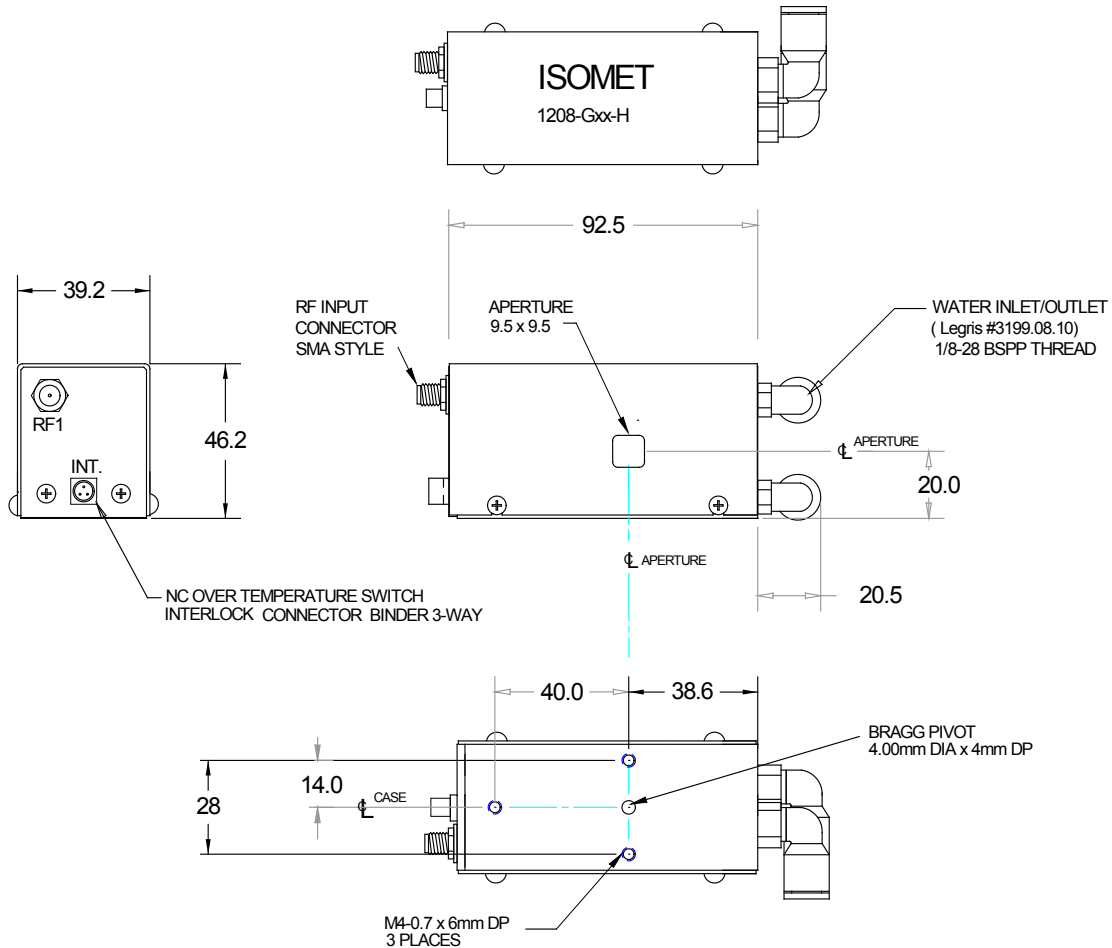 ISOMET
1208-Gxx-H
92.5
39.2
RF INPUT
CONNECTOR
SMA STYLE
APERTURE
9.5 x 9.5
WATER INLET/OUTLET
( Legris #3199.08.10)
1/8-28 BSPP THREAD
RF1
INT.
46.2
℄ APERTURE
20.0
℄ APERTURE
20.5
NC OVER TEMPERATURE SWITCH
INTERLOCK CONNECTOR BINDER 3-WAY
40.0
38.6
BRAGG PIVOT
4.00mm DIA x 4mm DP
14.0
28
℄ CASE
M4-0.7 x 6mm DP
3 PLACES